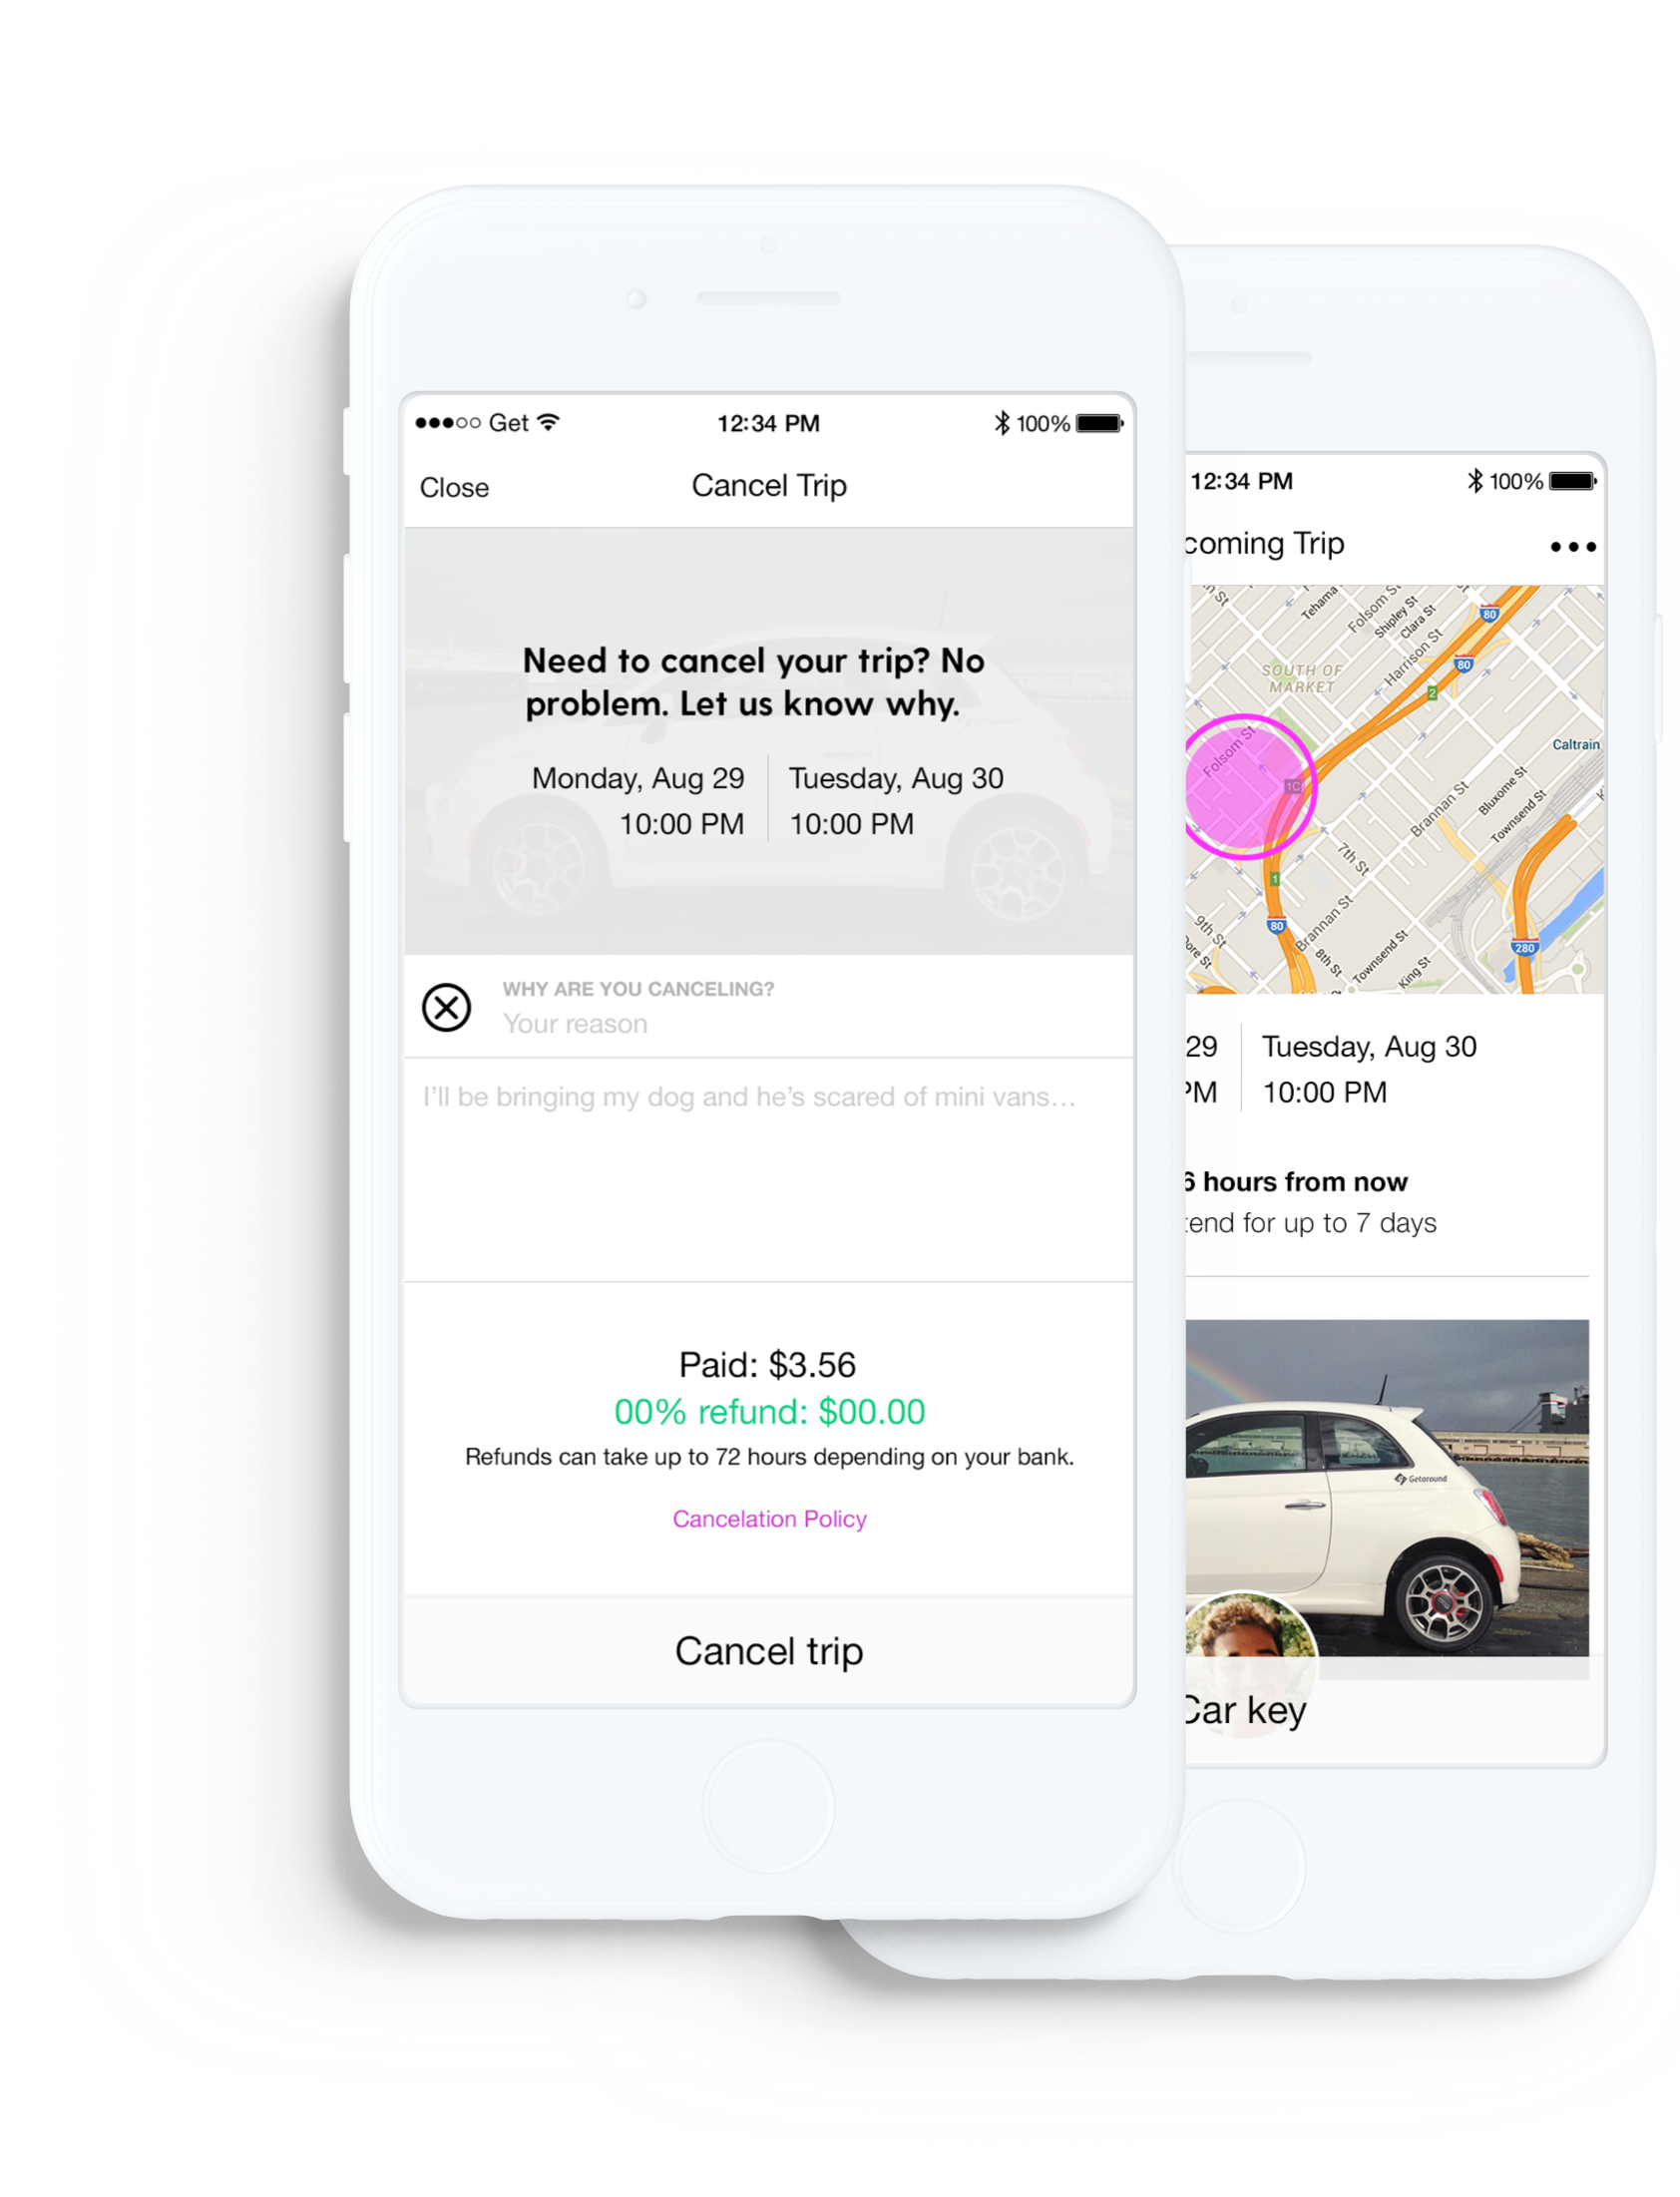 Get
12:34 PM
100%
Close
Cancel Trip
Need to cancel your trip? No
problem. Let us know why.
Monday, Aug 29
10:00 PM
Tuesday, Aug 30
10:00 PM
WHY ARE YOU CANCELING?
Your reason
I'll be bringing my dog and he's scared of mini vans...
Paid: $3.56
00% refund: $00.00
Refunds can take up to 72 hours depending on your bank.
Cancelation Policy
Cancel trip
12:34 PM
100%
coming Trip
Tehama
Folsom St
Shipley St
Clara St
Harrison St
80
80
2
SOUTH OF
MARKET
Folsom St
1C
Caltrain
Bluxome St
Townsend St
Brannan St
7th St
1
80
9th St
Brannan St
8th St
Townsend St
King St
280
29
PM
Tuesday, Aug 30
10:00 PM
6 hours from now
tend for up to 7 days
Getaround
Car key